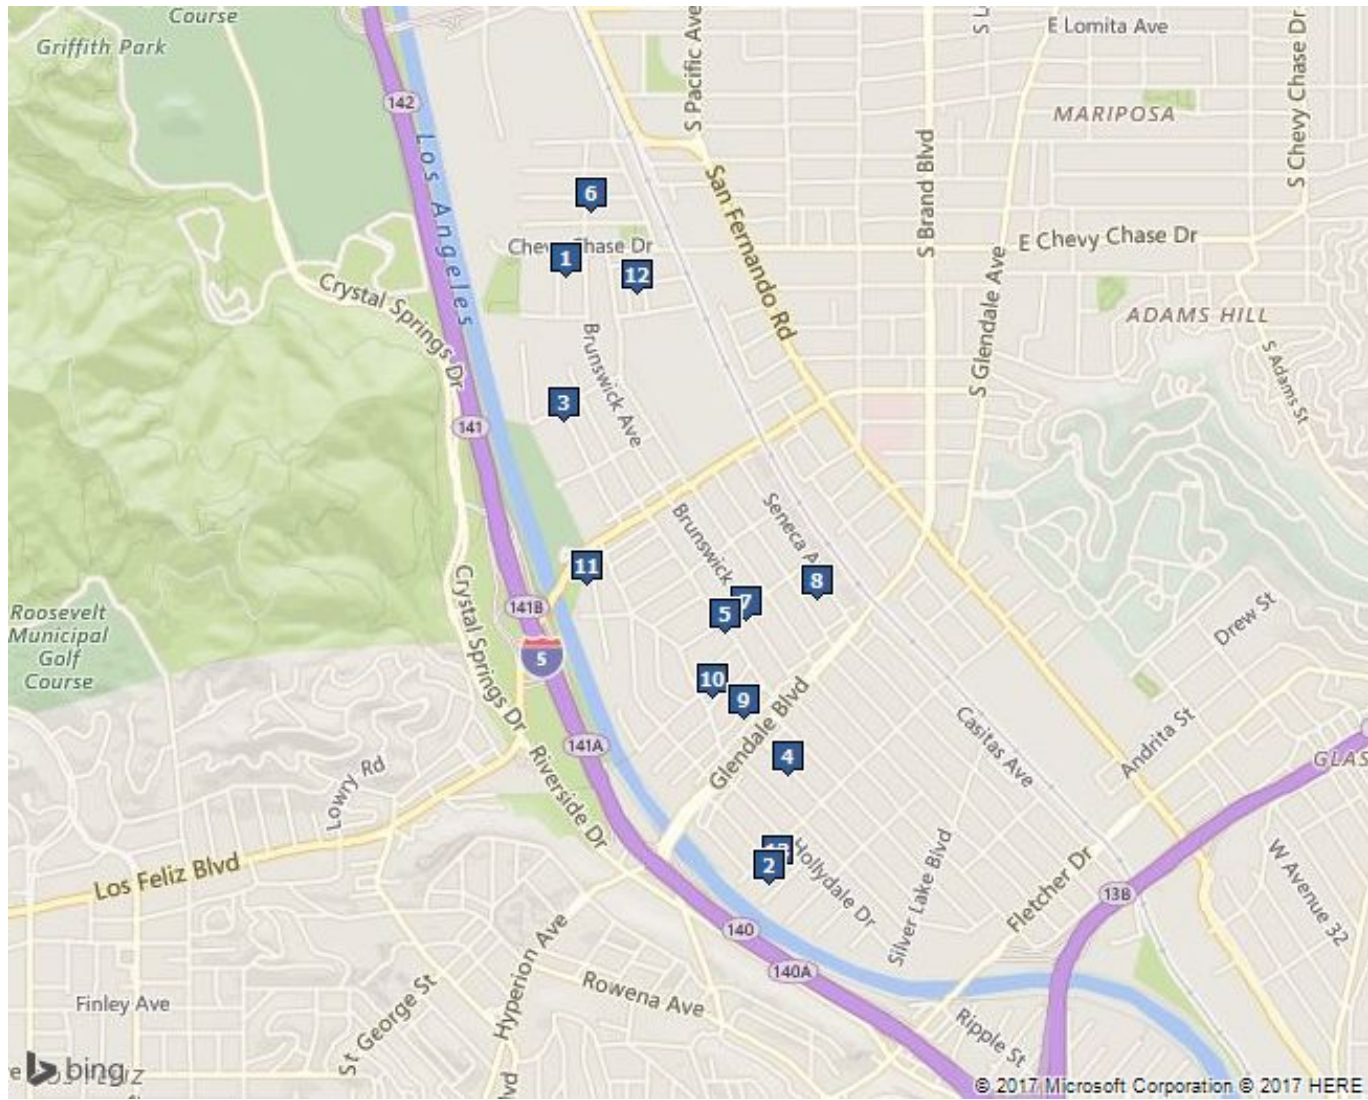 Course
Griffith Park
S Pacific Ave
E Lomita Ave
S Chevy Chase Dr
142
MARIPOSA
Los Angeles
San Fernando Rd
S Brand Blvd
6
Chevy Chase Dr
1
12
E Chevy Chase Dr
Crystal Springs Dr
S Glendale Ave
ADAMS HILL
Brunswick Ave
S Adams St
3
141
Brunswick
Seneca A
11
8
Crystal Springs Dr
141B
7
5
Roosevelt
Municipal
Golf
Course
Drew St
5
10
9
Glendale Blvd
Casitas Ave
Andrita St
141A
4
GLAS
Lowry Rd
Riverside Dr
Los Feliz Blvd
2
Hollydale Dr
Silver Lake Blvd
Fletcher Dr
13B
W Avenue 32
140
140A
Hyperion Ave
Rowena Ave
Finley Ave
St George St
Ripple St
bing
FELIZ
lvd
© 2017 Microsoft Corporation © 2017 HERE